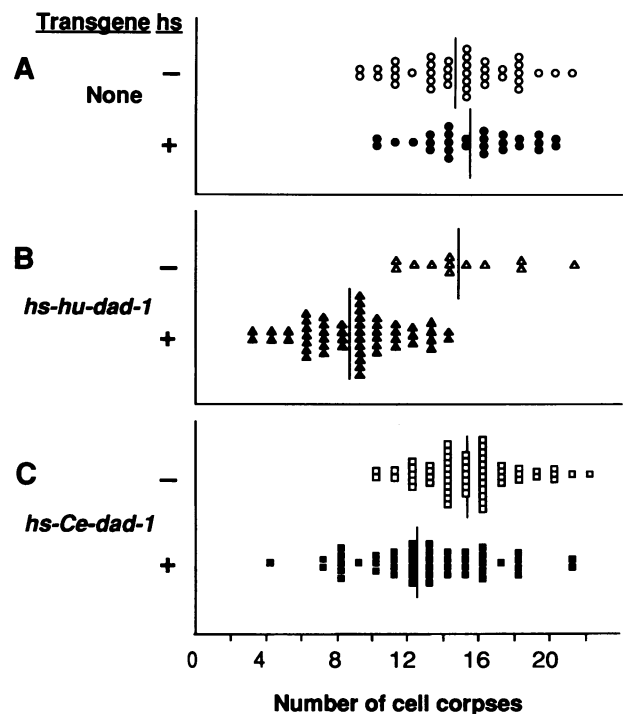 Transgene hs
A
None
−
+
B
hs-hu-dad-1
−
+
C
hs-Ce-dad-1
−
+
0 4 8 12 16 20
Number of cell corpses